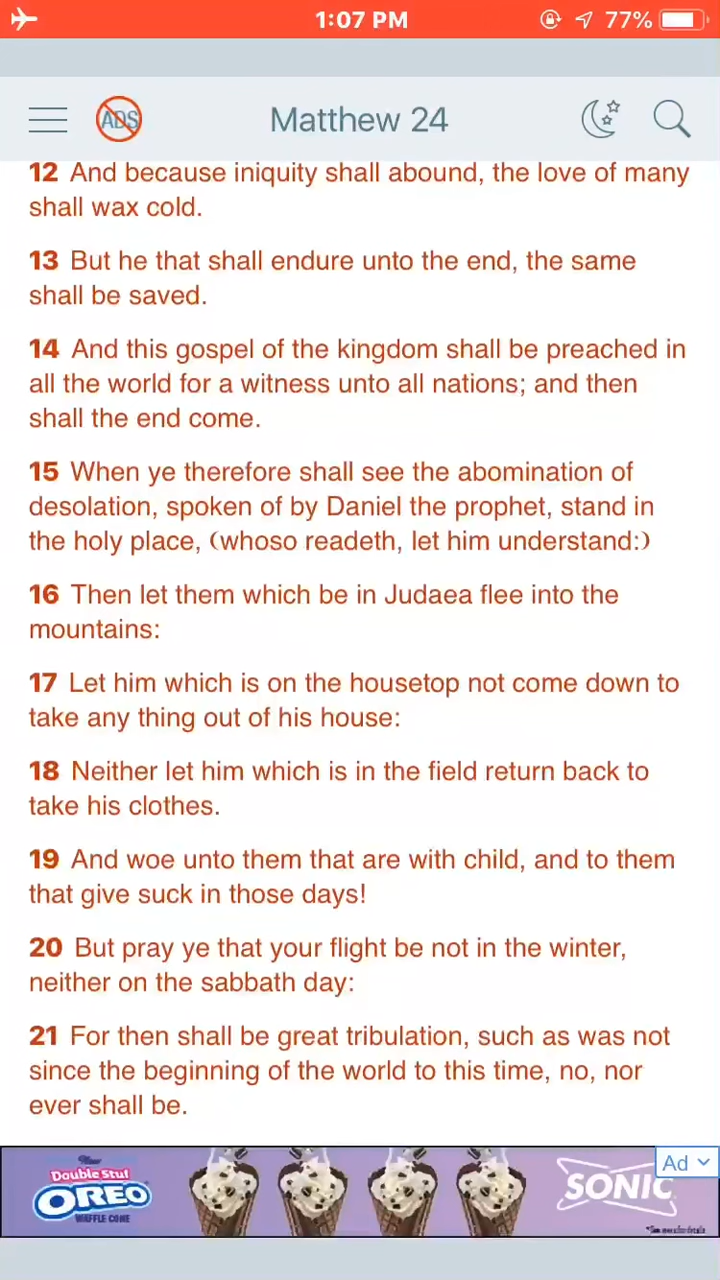 1:07 PM
77%
ADS
Matthew 24
12 And because iniquity shall abound, the love of many
shall wax cold.
13 But he that shall endure unto the end, the same
shall be saved.
14 And this gospel of the kingdom shall be preached in
all the world for a witness unto all nations; and then
shall the end come.
15 When ye therefore shall see the abomination of
desolation, spoken of by Daniel the prophet, stand in
the holy place, (whoso readeth, let him understand:)
16 Then let them which be in Judaea flee into the
mountains:
17 Let him which is on the housetop not come down to
take any thing out of his house:
18 Neither let him which is in the field return back to
take his clothes.
19 And woe unto them that are with child, and to them
that give suck in those days!
20 But pray ye that your flight be not in the winter,
neither on the sabbath day:
21 For then shall be great tribulation, such as was not
since the beginning of the world to this time, no, nor
ever shall be.
Ad
New
Double Stuf
OREO
WAFFLE CONE
SONIC